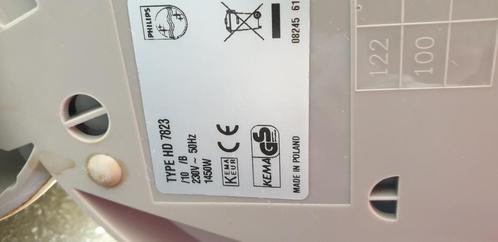 PHILIPS
08245 61
TYPE HD 7823
/10 /B
230V~ 50Hz
1450W
KEMA
KEUR
CE
KEMA
GS
MADE IN POLAND
122
100